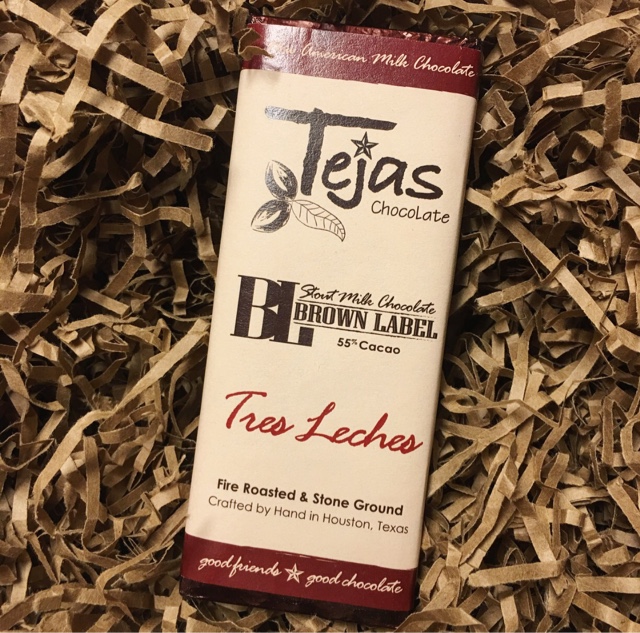 American Milk Chocolate
Tejas
Chocolate
BL
Stout Milk Chocolate
BROWN LABEL
55% Cacao
Tres Leches
Fire Roasted & Stone Ground
Crafted by Hand in Houston, Texas
good friends good chocolate